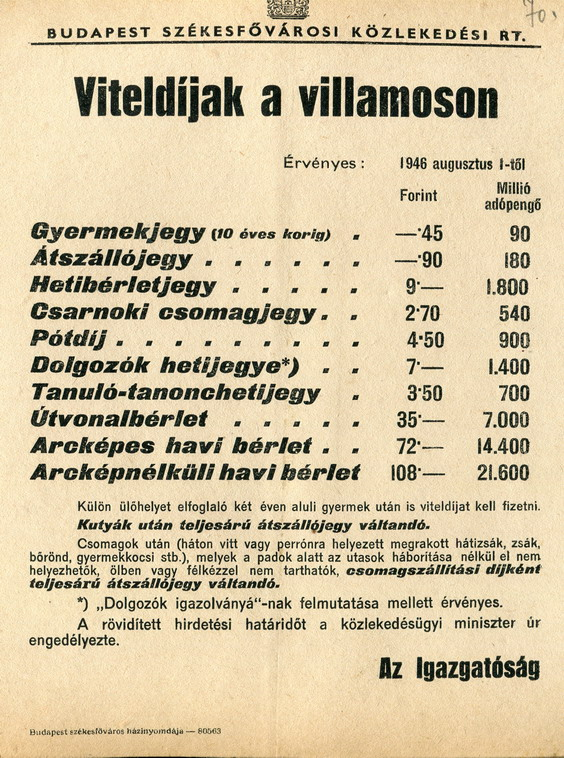 70.
BUDAPEST SZÉKESFŐVÁROSI KÖZLEKEDÉSI RT.
Viteldíjak a villamoson
Érvényes: 1946 augusztus 1-től
Forint Millió adópengő
Gyermekjegy (10 éves korig) . —·45 90
Átszállójegy . . . . . . —·90 180
Hetibérletjegy . . . . . 9·— 1.800
Csarnoki csomagjegy . . 2·70 540
Pótdíj . . . . . . . . . 4·50 900
Dolgozók hetijegye*) . . 7·— 1.400
Tanuló-tanonchetijegy . 3·50 700
Útvonalbérlet . . . . . 35·— 7.000
Arcképes havi bérlet . . 72·— 14.400
Arcképnélküli havi bérlet 108·— 21.600
Külön ülőhelyet elfoglaló két éven aluli gyermek után is viteldíjat kell fizetni.
Kutyák után teljesárú átszállójegy váltandó.
Csomagok után (háton vitt vagy perrónra helyezett megrakott hátizsák, zsák,
bőrönd, gyermekkocsi stb.), melyek a padok alatt az utasok háborítása nélkül el nem
helyezhetők, ölben vagy félkézzel nem tarthatók, csomagszállítási díjként
teljesárú átszállójegy váltandó.
*) „Dolgozók igazolványá“-nak felmutatása mellett érvényes.
A rövidített hirdetési határidőt a közlekedésügyi miniszter úr
engedélyezte.
Az Igazgatóság
Budapest székesfőváros házinyomdája — 80563